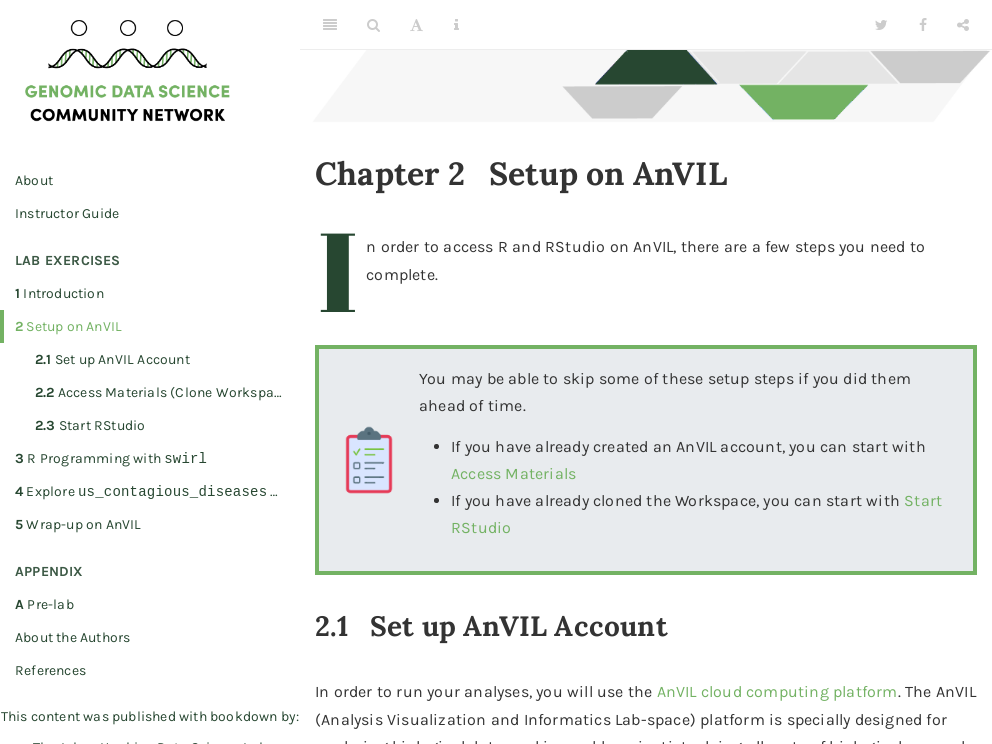 GENOMIC DATA SCIENCE
COMMUNITY NETWORK
About
Instructor Guide
LAB EXERCISES
1 Introduction
2 Setup on AnVIL
2.1 Set up AnVIL Account
2.2 Access Materials (Clone Workspa…
2.3 Start RStudio
3 R Programming with swirl
4 Explore us_contagious_diseases …
5 Wrap-up on AnVIL
APPENDIX
A Pre-lab
About the Authors
References
This content was published with bookdown by:
A
Chapter 2 Setup on AnVIL
In order to access R and RStudio on AnVIL, there are a few steps you need to
complete.
You may be able to skip some of these setup steps if you did them
ahead of time.
• If you have already created an AnVIL account, you can start with
Access Materials
• If you have already cloned the Workspace, you can start with Start
RStudio
2.1 Set up AnVIL Account
In order to run your analyses, you will use the AnVIL cloud computing platform. The AnVIL
(Analysis Visualization and Informatics Lab-space) platform is specially designed for